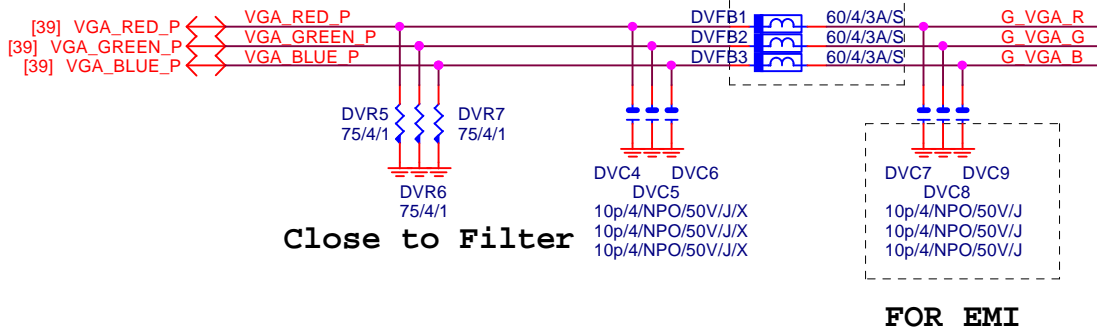 [39] VGA_RED_P VGA_RED_P DVFB1 60/4/3A/S G_VGA_R
[39] VGA_GREEN_P VGA_GREEN_P DVFB2 60/4/3A/S G_VGA_G
[39] VGA_BLUE_P VGA_BLUE_P DVFB3 60/4/3A/S G_VGA_B
DVR5 DVR7
75/4/1 75/4/1
DVR6
75/4/1
Close to Filter
DVC4 DVC6
DVC5
10p/4/NPO/50V/J/X
10p/4/NPO/50V/J/X
10p/4/NPO/50V/J/X
DVC7 DVC9
DVC8
10p/4/NPO/50V/J
10p/4/NPO/50V/J
10p/4/NPO/50V/J
FOR EMI